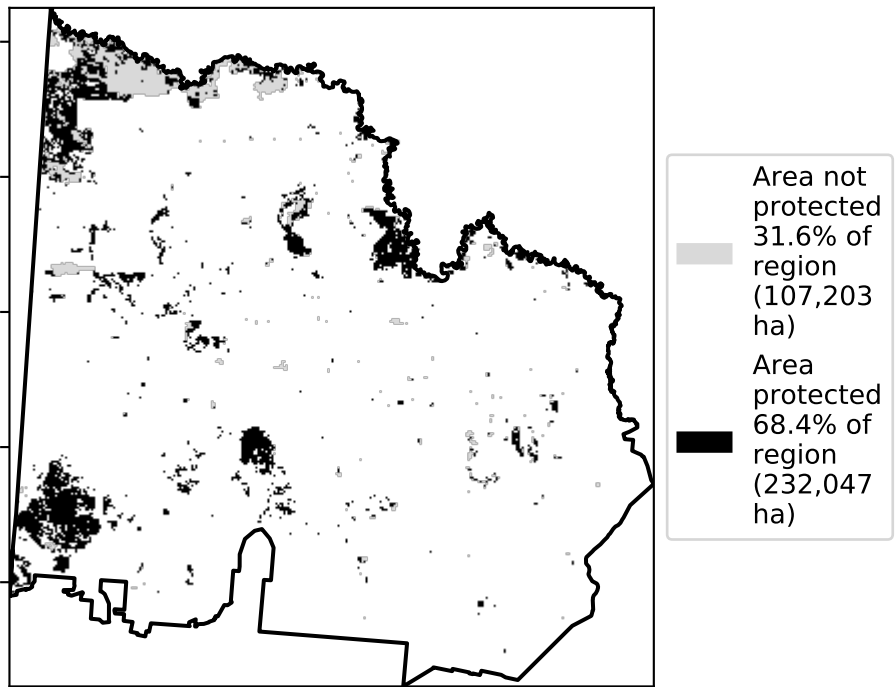 Area not
protected
31.6% of
region
(107,203
ha)
Area
protected
68.4% of
region
(232,047
ha)